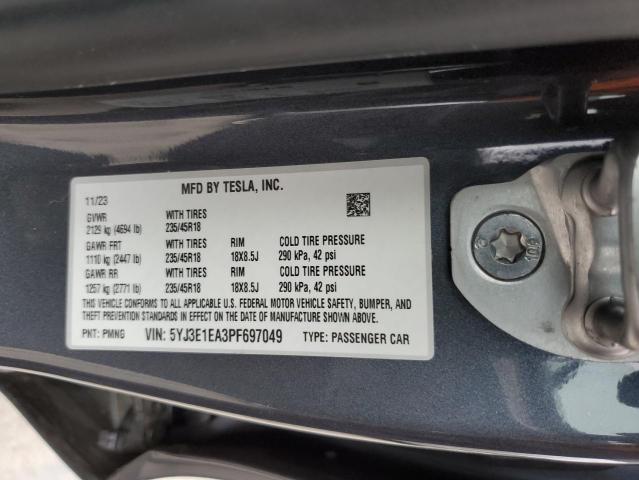 MFD BY TESLA, INC.
11/23
GVWR WITH TIRES
2129 kg (4694 lb) 235/45R18
GAWR FRT WITH TIRES RIM COLD TIRE PRESSURE
1110 kg (2447 lb) 235/45R18 18X8.5J 290 kPa, 42 psi
GAWR RR WITH TIRES RIM COLD TIRE PRESSURE
1257 kg (2771 lb) 235/45R18 18X8.5J 290 kPa, 42 psi
THIS VEHICLE CONFORMS TO ALL APPLICABLE U.S. FEDERAL MOTOR VEHICLE SAFETY, BUMPER, AND
THEFT PREVENTION STANDARDS IN EFFECT ON THE DATE OF MANUFACTURE SHOWN ABOVE.
PNT: PMNG VIN: 5YJ3E1EA3PF697049 TYPE: PASSENGER CAR